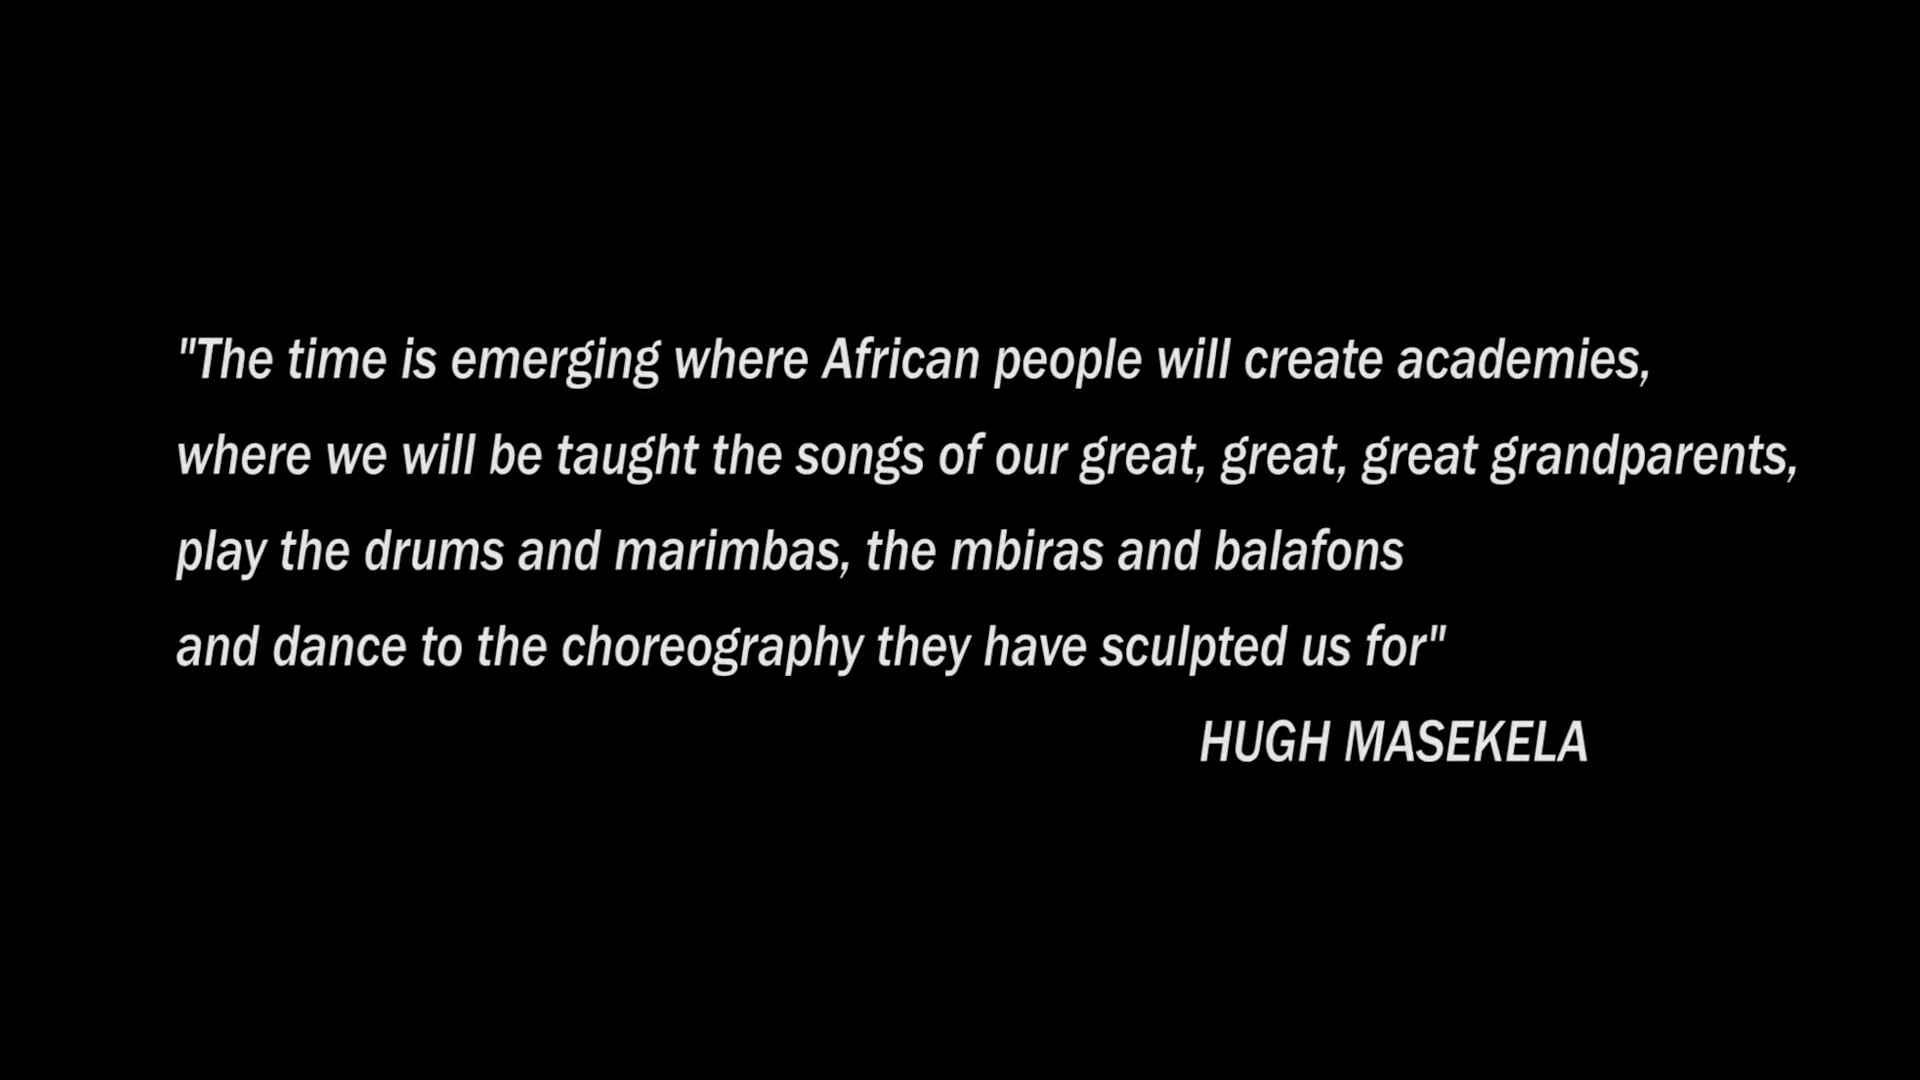 "The time is emerging where African people will create academies,
where we will be taught the songs of our great, great, great grandparents,
play the drums and marimbas, the mbiras and balafons
and dance to the choreography they have sculpted us for"
HUGH MASEKELA